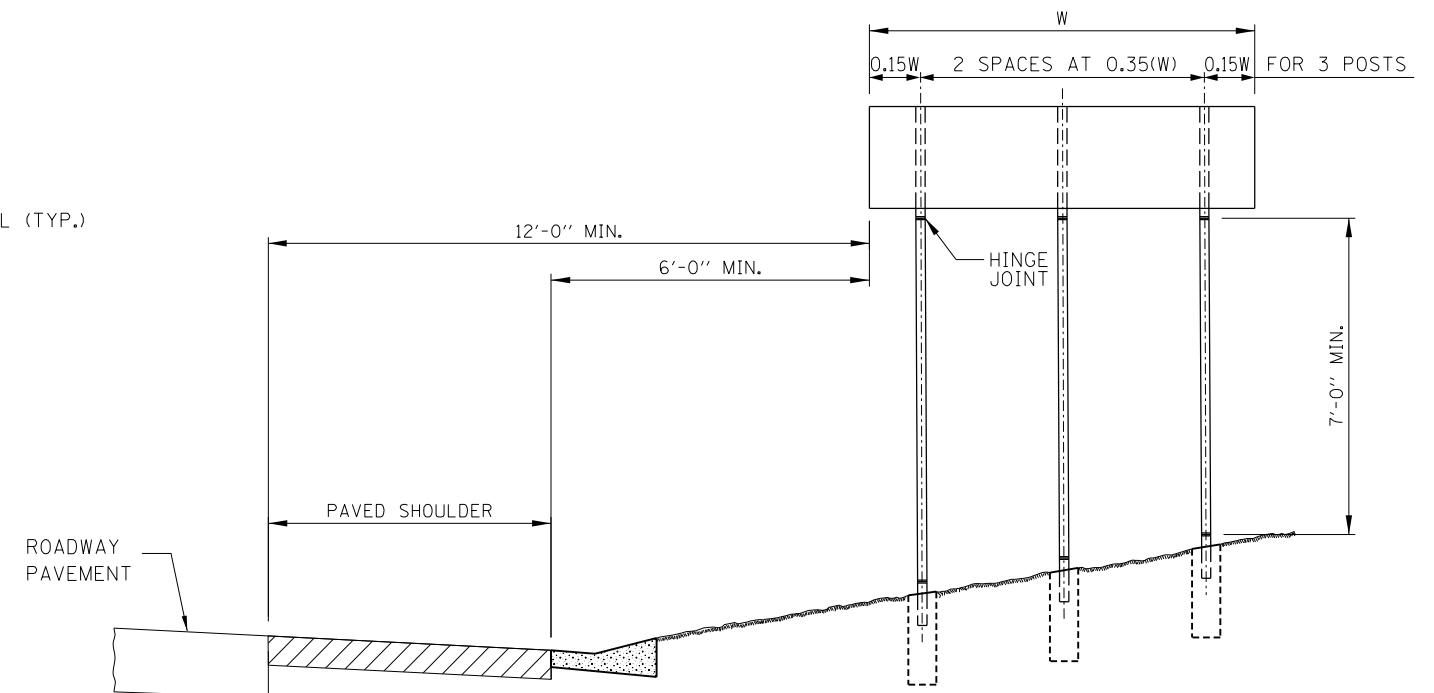 W
0.15W 2 SPACES AT 0.35(W) 0.15W FOR 3 POSTS
L (TYP.)
12'-0'' MIN.
6'-0'' MIN.
HINGE
JOINT
7'-0'' MIN.
PAVED SHOULDER
ROADWAY
PAVEMENT